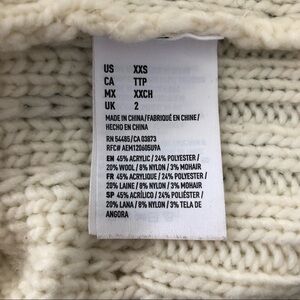 US XXS
CA TTP
MX XXCH
UK 2
MADE IN CHINA/FABRIQUÉ EN CHINE/
HECHO EN CHINA
RN 54485/CA 03873
RFC# AEM120605U9A
EN 45% ACRYLIC / 24% POLYESTER /
20% WOOL / 8% NYLON / 3% MOHAIR
FR 45% ACRYLIQUE / 24% POLYESTER /
20% LAINE / 8% NYLON / 3% MOHAIR
SP 45% ACRÍLICO / 24% POLIÉSTER /
20% LANA / 8% NYLON / 3% TELA DE
ANGORA